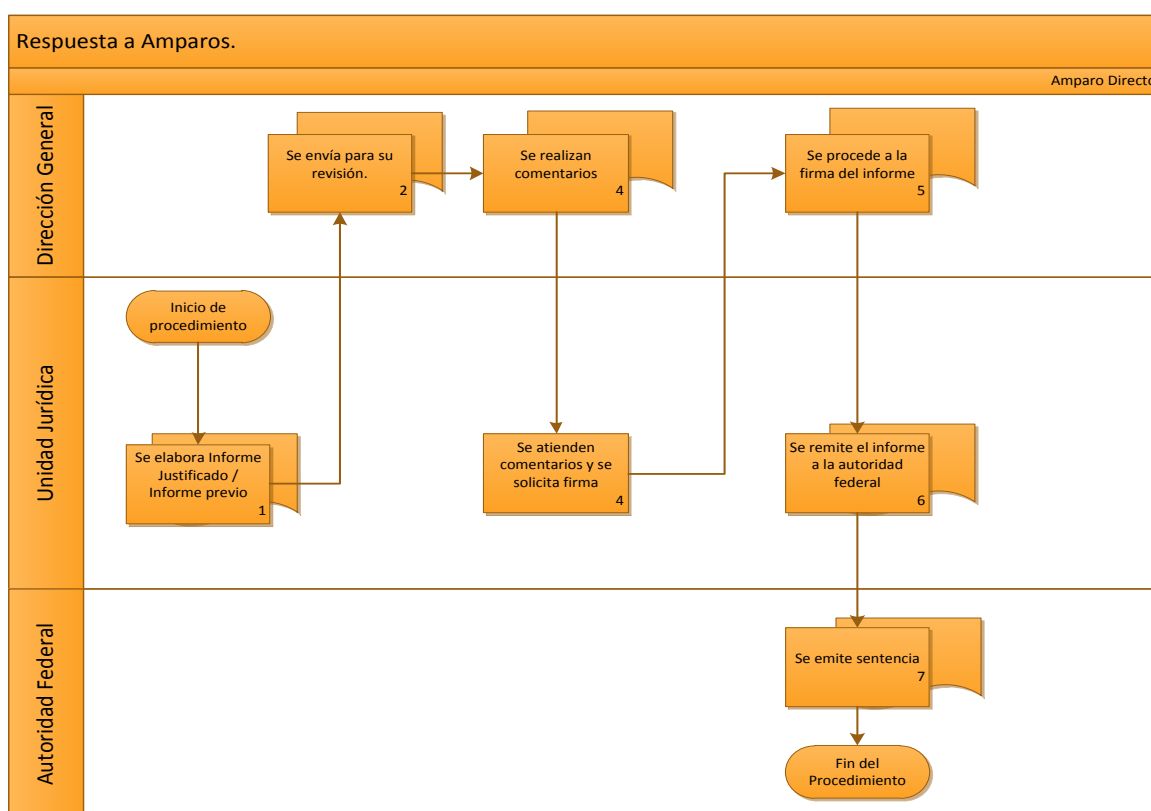 Respuesta a Amparos.
Amparo Directo
Dirección General
Se envía para su
revisión.
2
Se realizan
comentarios
4
Se procede a la
firma del informe
5
Unidad Jurídica
Inicio de
procedimiento
Se elabora Informe
Justificado /
Informe previo
1
Se atienden
comentarios y se
solicita firma
4
Se remite el informe
a la autoridad
federal
6
Autoridad Federal
Se emite sentencia
7
Fin del
Procedimiento